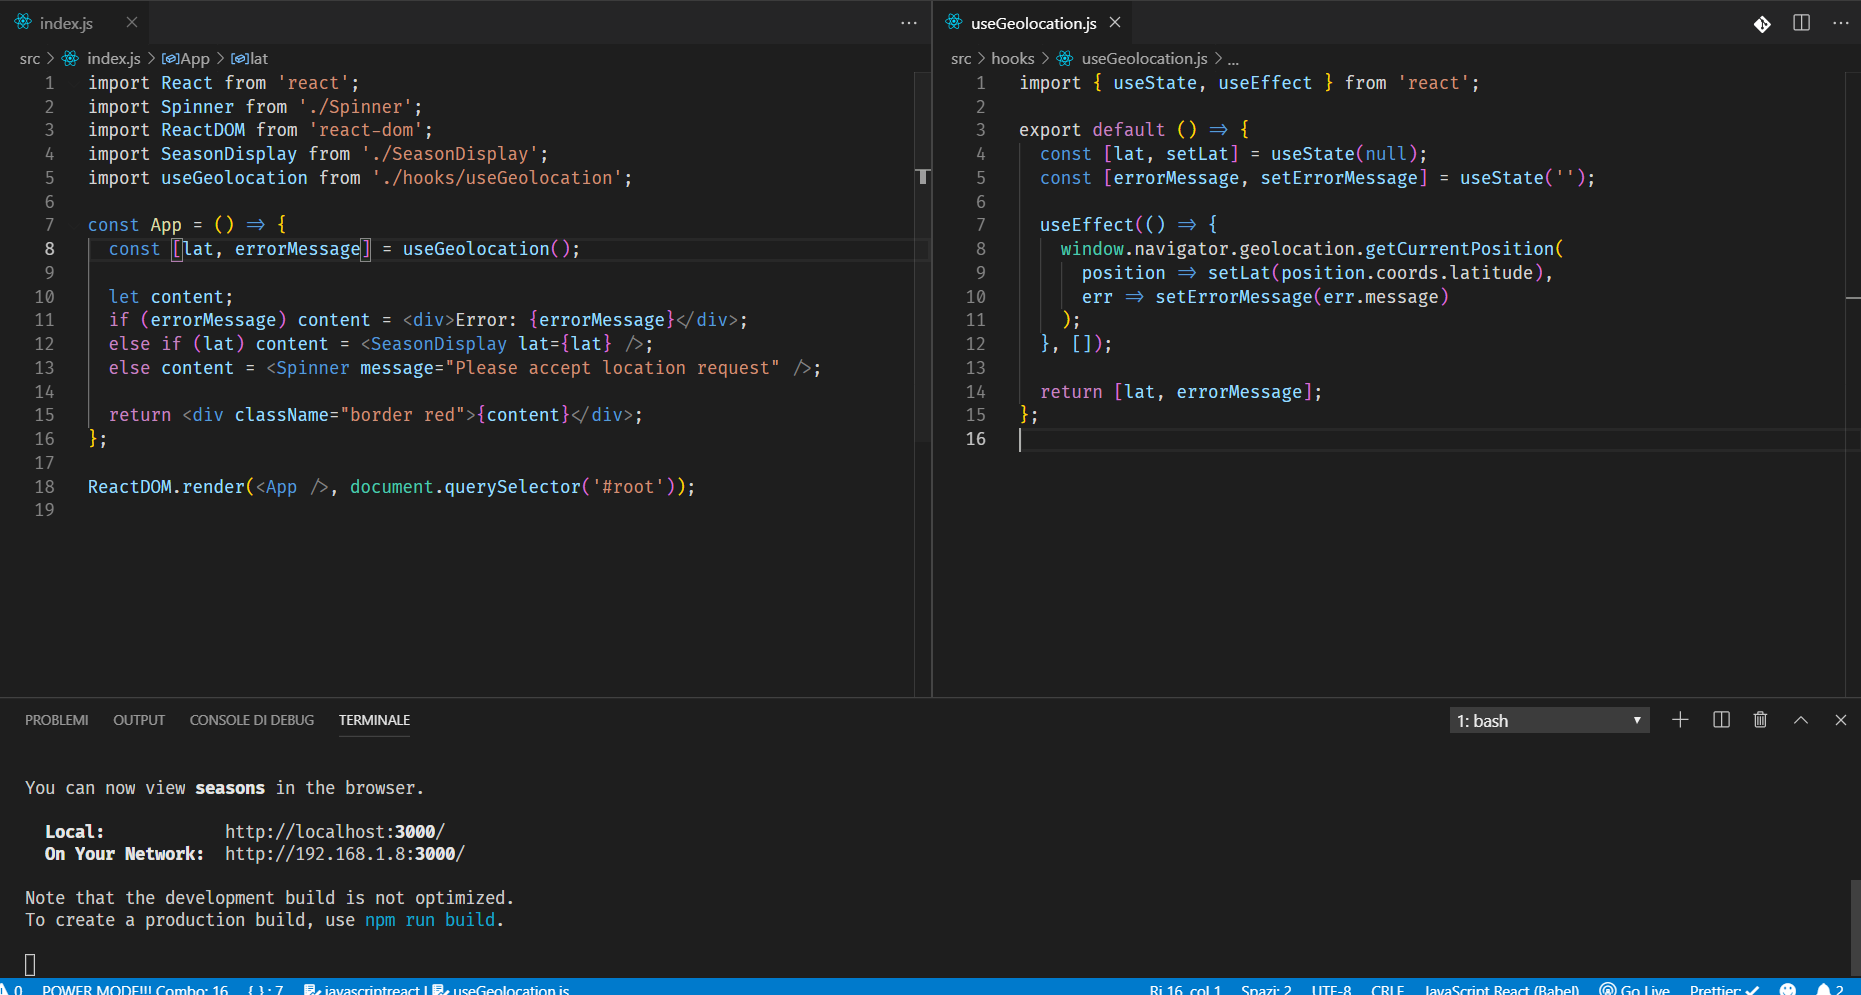 index.js
src > index.js > App > lat
1 import React from 'react';
2 import Spinner from './Spinner';
3 import ReactDOM from 'react-dom';
4 import SeasonDisplay from './SeasonDisplay';
5 import useGeolocation from './hooks/useGeolocation';
6
7 const App = () => {
8 const [lat, errorMessage] = useGeolocation();
9
10 let content;
11 if (errorMessage) content = <div>Error: {errorMessage}</div>;
12 else if (lat) content = <SeasonDisplay lat={lat} />;
13 else content = <Spinner message="Please accept location request" />;
14
15 return <div className="border red">{content}</div>;
16 };
17
18 ReactDOM.render(<App />, document.querySelector('#root'));
19
useGeolocation.js
src > hooks > useGeolocation.js > ...
1 import { useState, useEffect } from 'react';
2
3 export default () => {
4 const [lat, setLat] = useState(null);
5 const [errorMessage, setErrorMessage] = useState('');
6
7 useEffect(() => {
8 window.navigator.geolocation.getCurrentPosition(
9 position => setLat(position.coords.latitude),
10 err => setErrorMessage(err.message)
11 );
12 }, []);
13
14 return [lat, errorMessage];
15 };
16
PROBLEMI OUTPUT CONSOLE DI DEBUG TERMINALE 1: bash
You can now view seasons in the browser.
Local: http://localhost:3000/
On Your Network: http://192.168.1.8:3000/
Note that the development build is not optimized.
To create a production build, use npm run build.
0 POWER MODE!!! Combo: 16 { } : 7 javascriptreact | useGeolocation.js Ri 16, col 1 Spazi: 2 UTF-8 CRLF JavaScript React (Babel) Go Live Prettier: ✓ 2